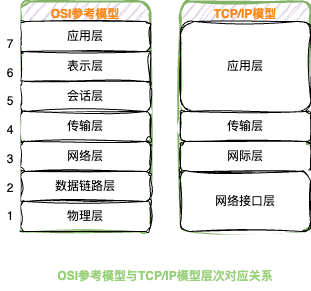 OSI参考模型
TCP/IP模型
7
应用层
6
表示层
5
会话层
应用层
4
传输层
传输层
3
网络层
网际层
2
数据链路层
1
物理层
网络接口层
OSI参考模型与TCP/IP模型层次对应关系